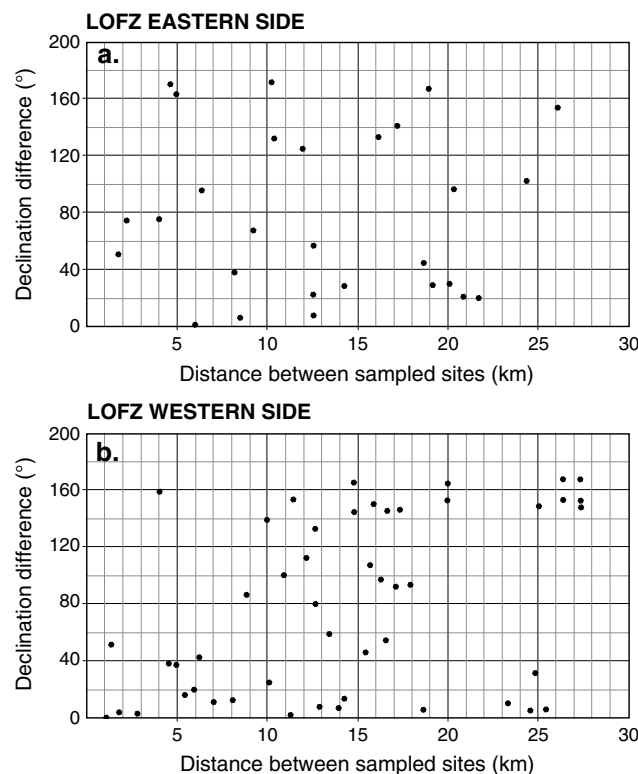 LOFZ EASTERN SIDE
a.
Declination difference (°)
200
160
120
80
40
0
5 10 15 20 25 30
Distance between sampled sites (km)
LOFZ WESTERN SIDE
b.
Declination difference (°)
200
160
120
80
40
0
5 10 15 20 25 30
Distance between sampled sites (km)